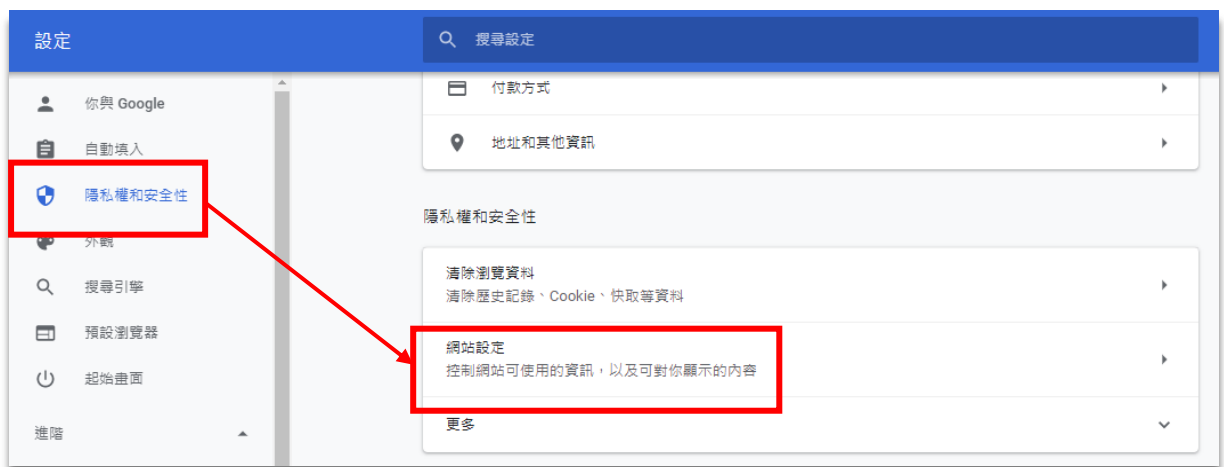 設定
搜尋設定
你與 Google
自動填入
隱私權和安全性
外觀
搜尋引擎
預設瀏覽器
起始畫面
進階
付款方式
地址和其他資訊
隱私權和安全性
清除瀏覽資料
清除歷史記錄、Cookie、快取等資料
網站設定
控制網站可使用的資訊，以及可對你顯示的內容
更多